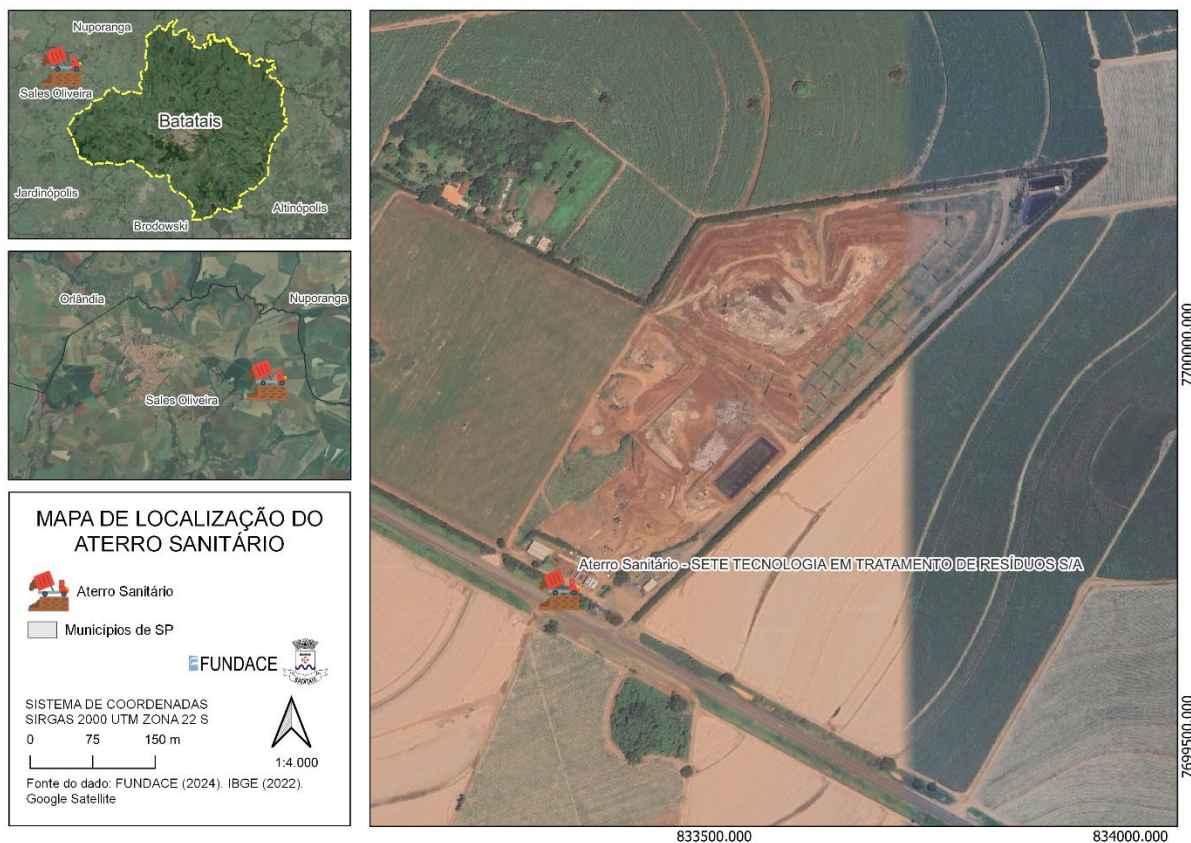 Nuporanga
Sales Oliveira
Batatais
Jardinópolis
Altinópolis
Brodowski
Orlândia
Nuporanga
Sales Oliveira
MAPA DE LOCALIZAÇÃO DO
ATERRO SANITÁRIO
Aterro Sanitário
Municípios de SP
FUNDACE
SISTEMA DE COORDENADAS
SIRGAS 2000 UTM ZONA 22 S
0 75 150 m
1:4.000
Fonte do dado: FUNDACE (2024). IBGE (2022).
Google Satellite
Aterro Sanitário - SETE TECNOLOGIA EM TRATAMENTO DE RESÍDUOS S/A
7700000.000
7699500.000
833500.000
834000.000